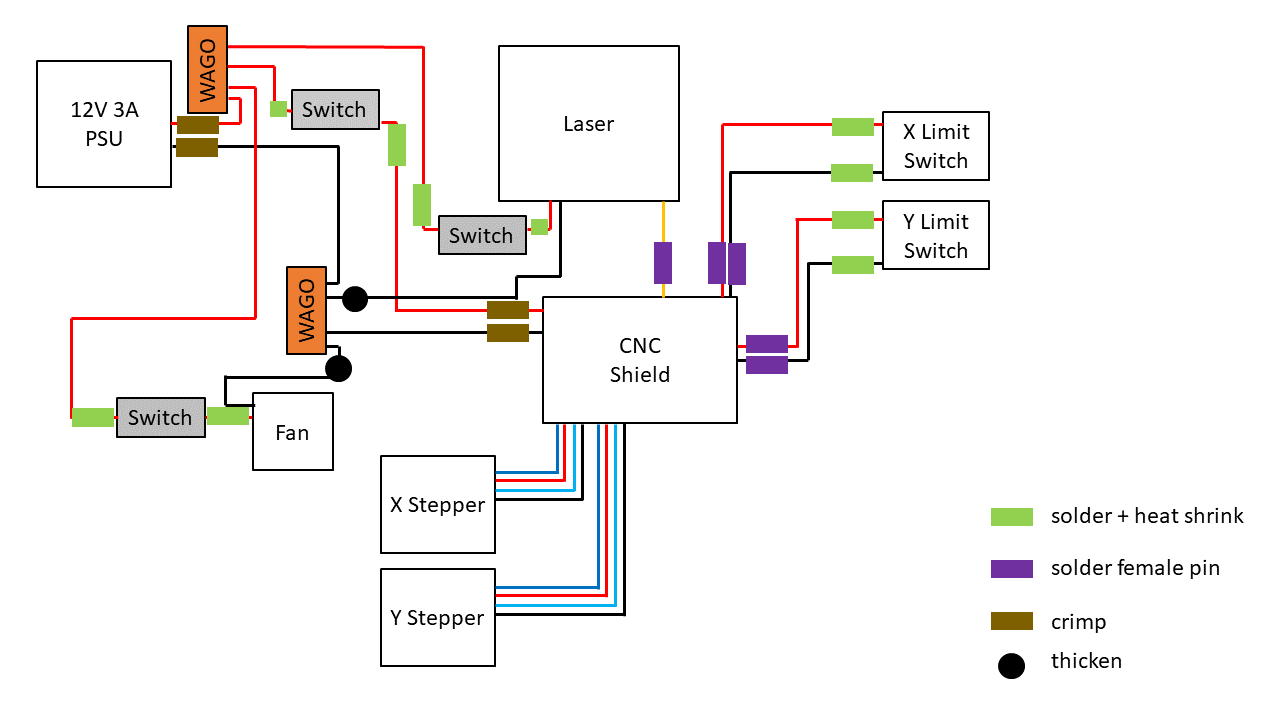 WAGO
12V 3A
PSU
Switch
Laser
X Limit
Switch
Y Limit
Switch
Switch
WAGO
CNC
Shield
Switch
Fan
X Stepper
Y Stepper
solder + heat shrink
solder female pin
crimp
thicken